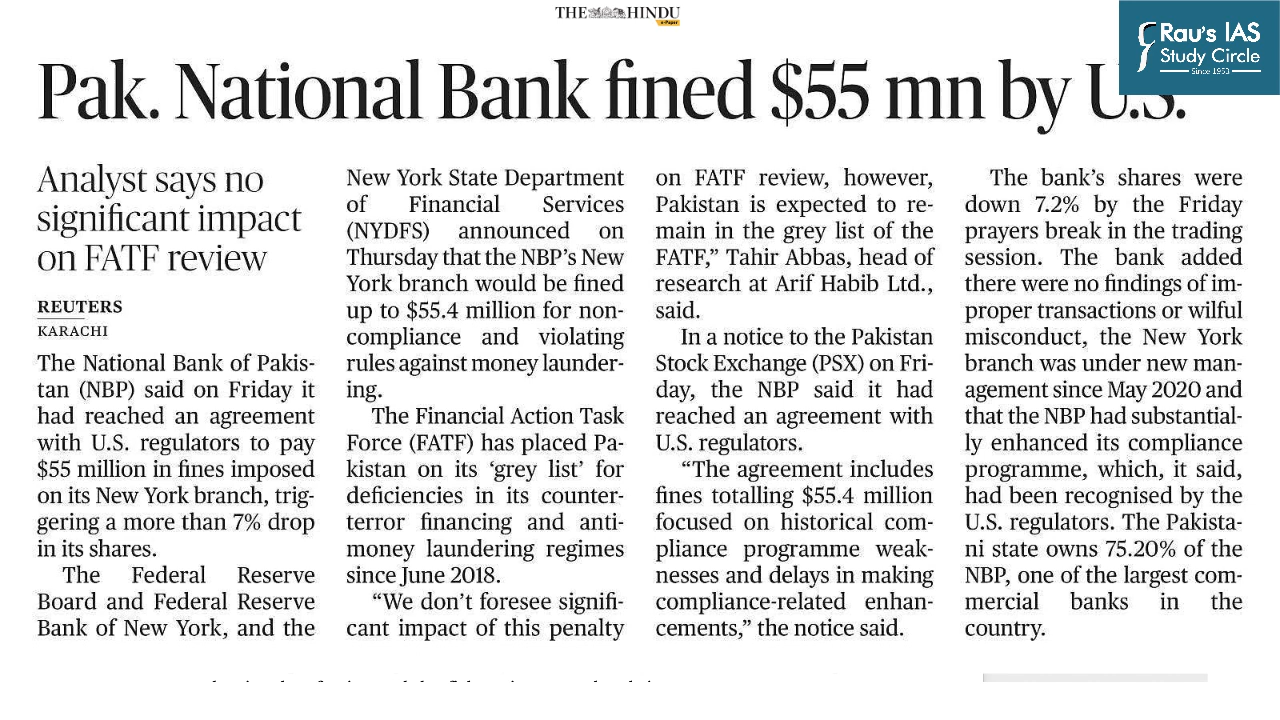 THE HINDU
e-Paper
Rau's IAS
Study Circle
Since 1953
Pak. National Bank fined $55 mn by U.S.
Analyst says no
significant impact
on FATF review
REUTERS
KARACHI
The National Bank of Pakis-
tan (NBP) said on Friday it
had reached an agreement
with U.S. regulators to pay
$55 million in fines imposed
on its New York branch, trig-
gering a more than 7% drop
in its shares.
The Federal Reserve
Board and Federal Reserve
Bank of New York, and the
New York State Department
of Financial Services
(NYDFS) announced on
Thursday that the NBP's New
York branch would be fined
up to $55.4 million for non-
compliance and violating
rules against money launder-
ing.
The Financial Action Task
Force (FATF) has placed Pa-
kistan on its 'grey list' for
deficiencies in its counter-
terror financing and anti-
money laundering regimes
since June 2018.
"We don't foresee signifi-
cant impact of this penalty
on FATF review, however,
Pakistan is expected to re-
main in the grey list of the
FATF," Tahir Abbas, head of
research at Arif Habib Ltd.,
said.
In a notice to the Pakistan
Stock Exchange (PSX) on Fri-
day, the NBP said it had
reached an agreement with
U.S. regulators.
"The agreement includes
fines totalling $55.4 million
focused on historical com-
pliance programme weak-
nesses and delays in making
compliance-related enhan-
cements," the notice said.
The bank's shares were
down 7.2% by the Friday
prayers break in the trading
session. The bank added
there were no findings of im-
proper transactions or wilful
misconduct, the New York
branch was under new man-
agement since May 2020 and
that the NBP had substantial-
ly enhanced its compliance
programme, which, it said,
had been recognised by the
U.S. regulators. The Pakista-
ni state owns 75.20% of the
NBP, one of the largest com-
mercial banks in the
country.